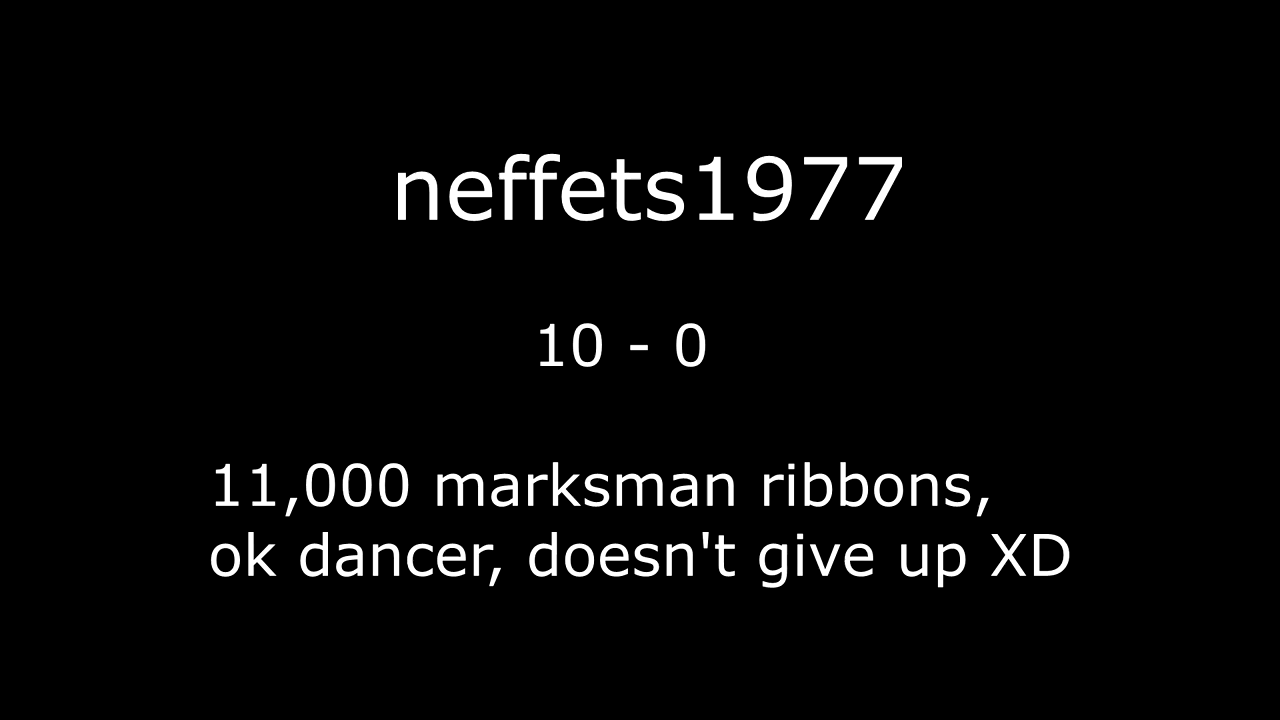 neffets1977
10 - 0
11,000 marksman ribbons,
ok dancer, doesn't give up XD